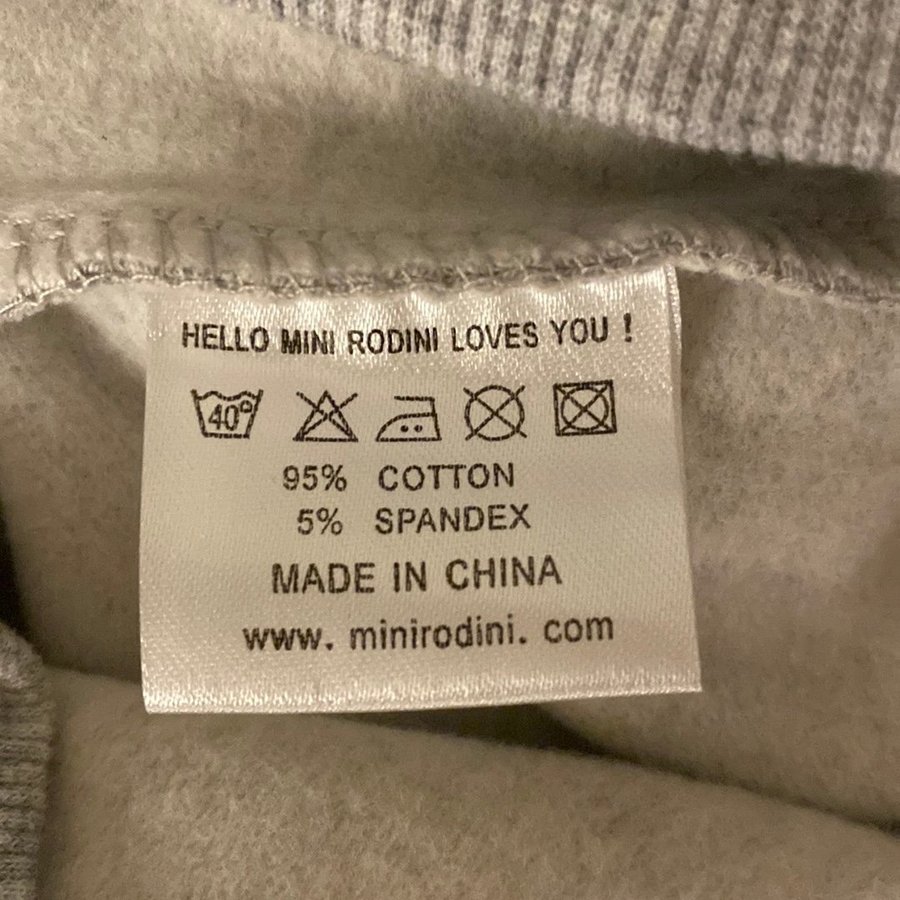 HELLO MINI RODINI LOVES YOU !
40°
95% COTTON
5% SPANDEX
MADE IN CHINA
www. minirodini. com